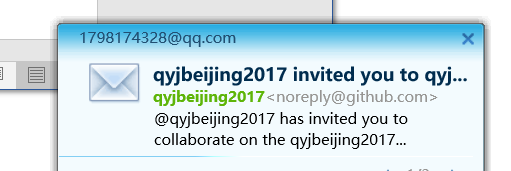 1798174328@qq.com
qyjbeijing2017 invited you to qyj...
qyjbeijing2017<noreply@github.com>
@qyjbeijing2017 has invited you to
collaborate on the qyjbeijing2017...